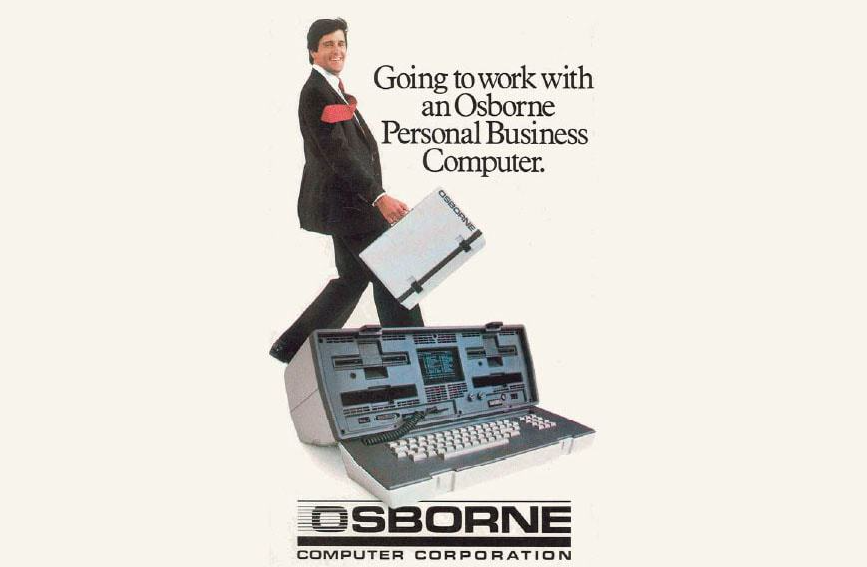 Going to work with
an Osborne
Personal Business
Computer.
OSBORNE
OSBORNE
COMPUTER CORPORATION